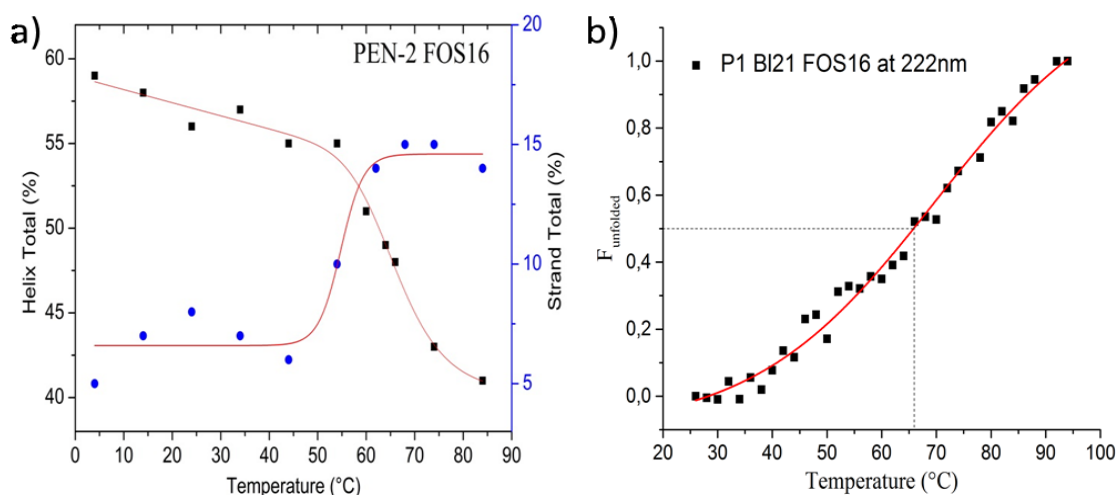 a)
PEN-2 FOS16
Helix Total (%)
60
55
50
45
40
Strand Total (%)
20
15
10
5
0 10 20 30 40 50 60 70 80 90
Temperature (°C)
b)
P1 Bl21 FOS16 at 222nm
F unfolded
1,0
0,8
0,6
0,4
0,2
0,0
20 30 40 50 60 70 80 90 100
Temperature (°C)